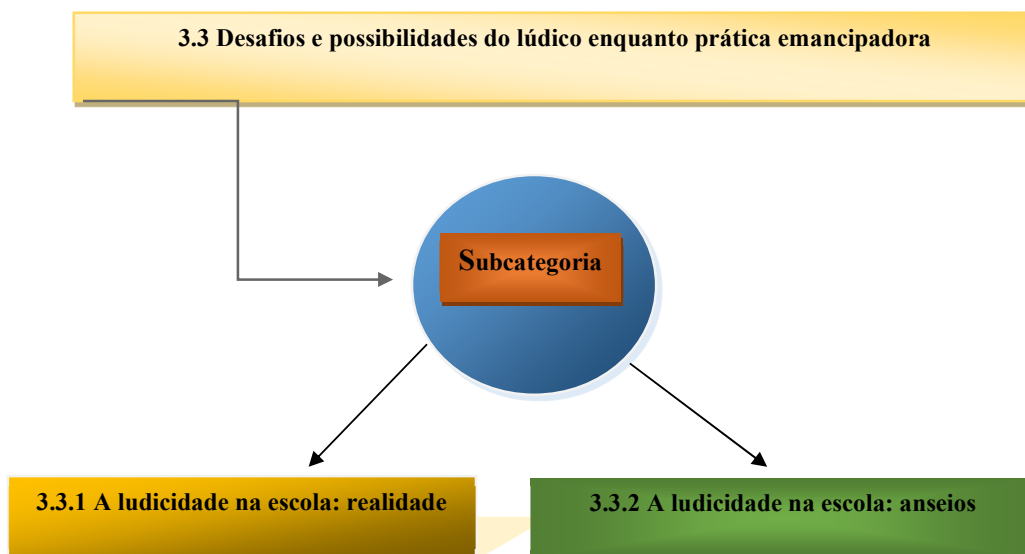 3.3 Desafios e possibilidades do lúdico enquanto prática emancipadora
Subcategoria
3.3.1 A ludicidade na escola: realidade
3.3.2 A ludicidade na escola: anseios